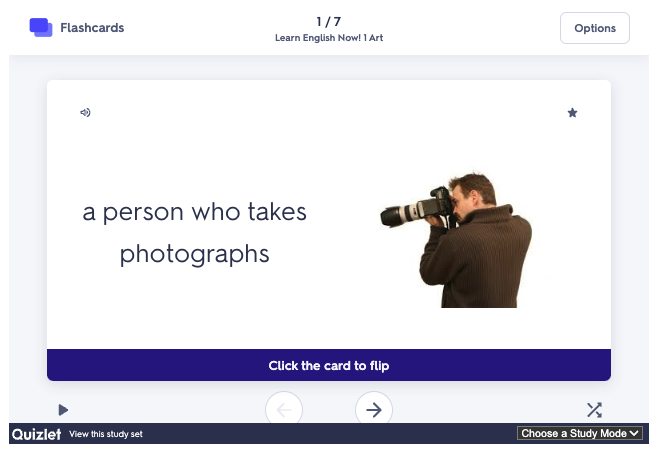 Flashcards
1 / 7
Learn English Now! 1 Art
Options
a person who takes
photographs
Click the card to flip
Quizlet View this study set
Choose a Study Mode